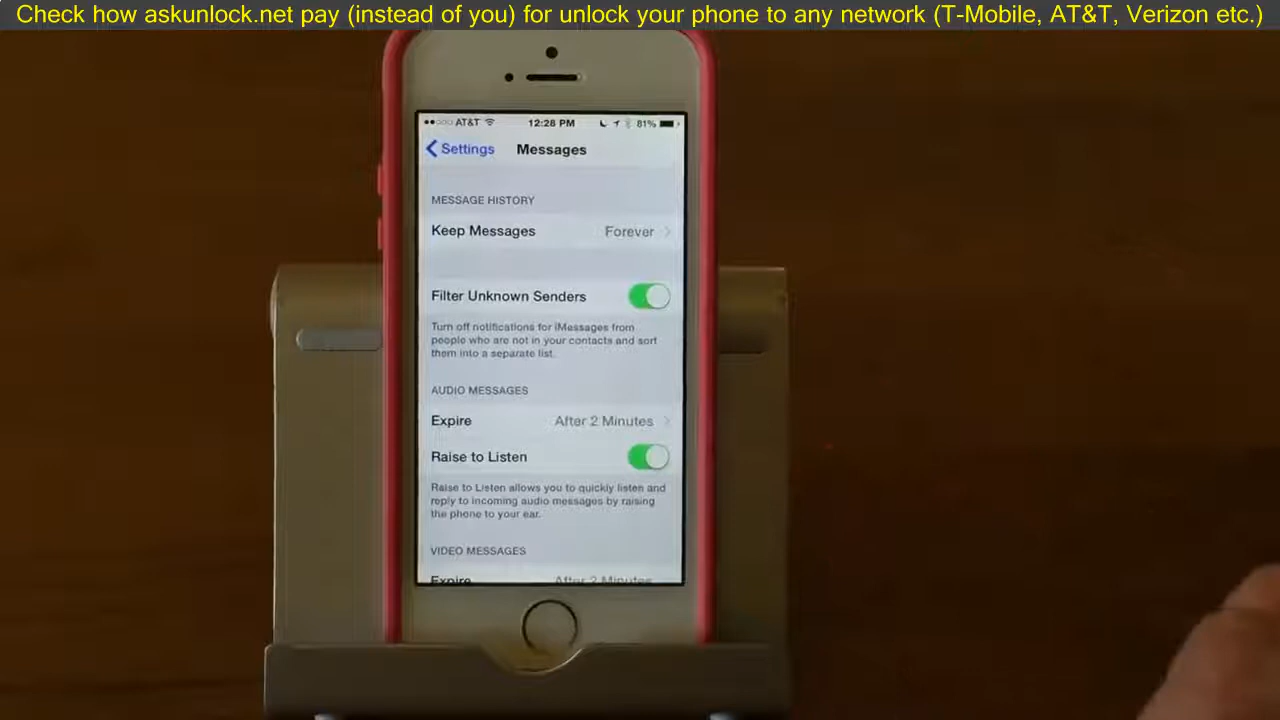 Check how askunlock.net pay (instead of you) for unlock your phone to any network (T-Mobile, AT&T, Verizon etc.)
AT&T 12:28 PM 81%
Settings Messages
MESSAGE HISTORY
Keep Messages Forever
Filter Unknown Senders
Turn off notifications for iMessages from
people who are not in your contacts and sort
them into a separate list.
AUDIO MESSAGES
Expire After 2 Minutes
Raise to Listen
Raise to Listen allows you to quickly listen and
reply to incoming audio messages by raising
the phone to your ear.
VIDEO MESSAGES
Expire After 2 Minutes